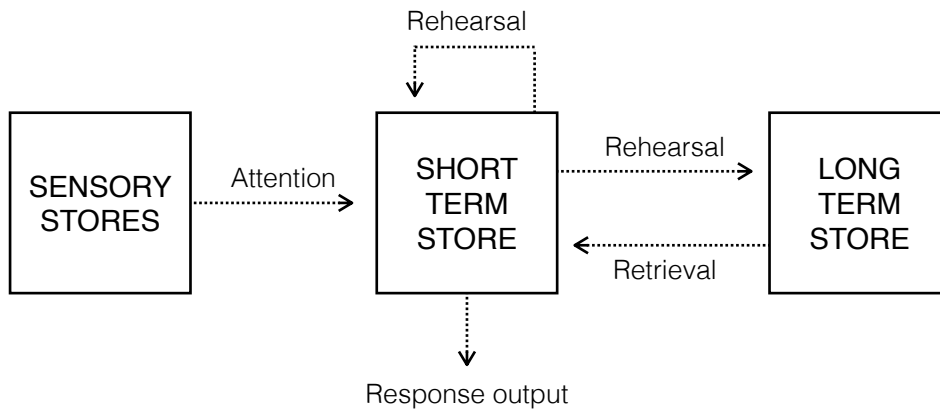 Rehearsal
SENSORY
STORES
Attention
SHORT
TERM
STORE
Rehearsal
Retrieval
LONG
TERM
STORE
Response output